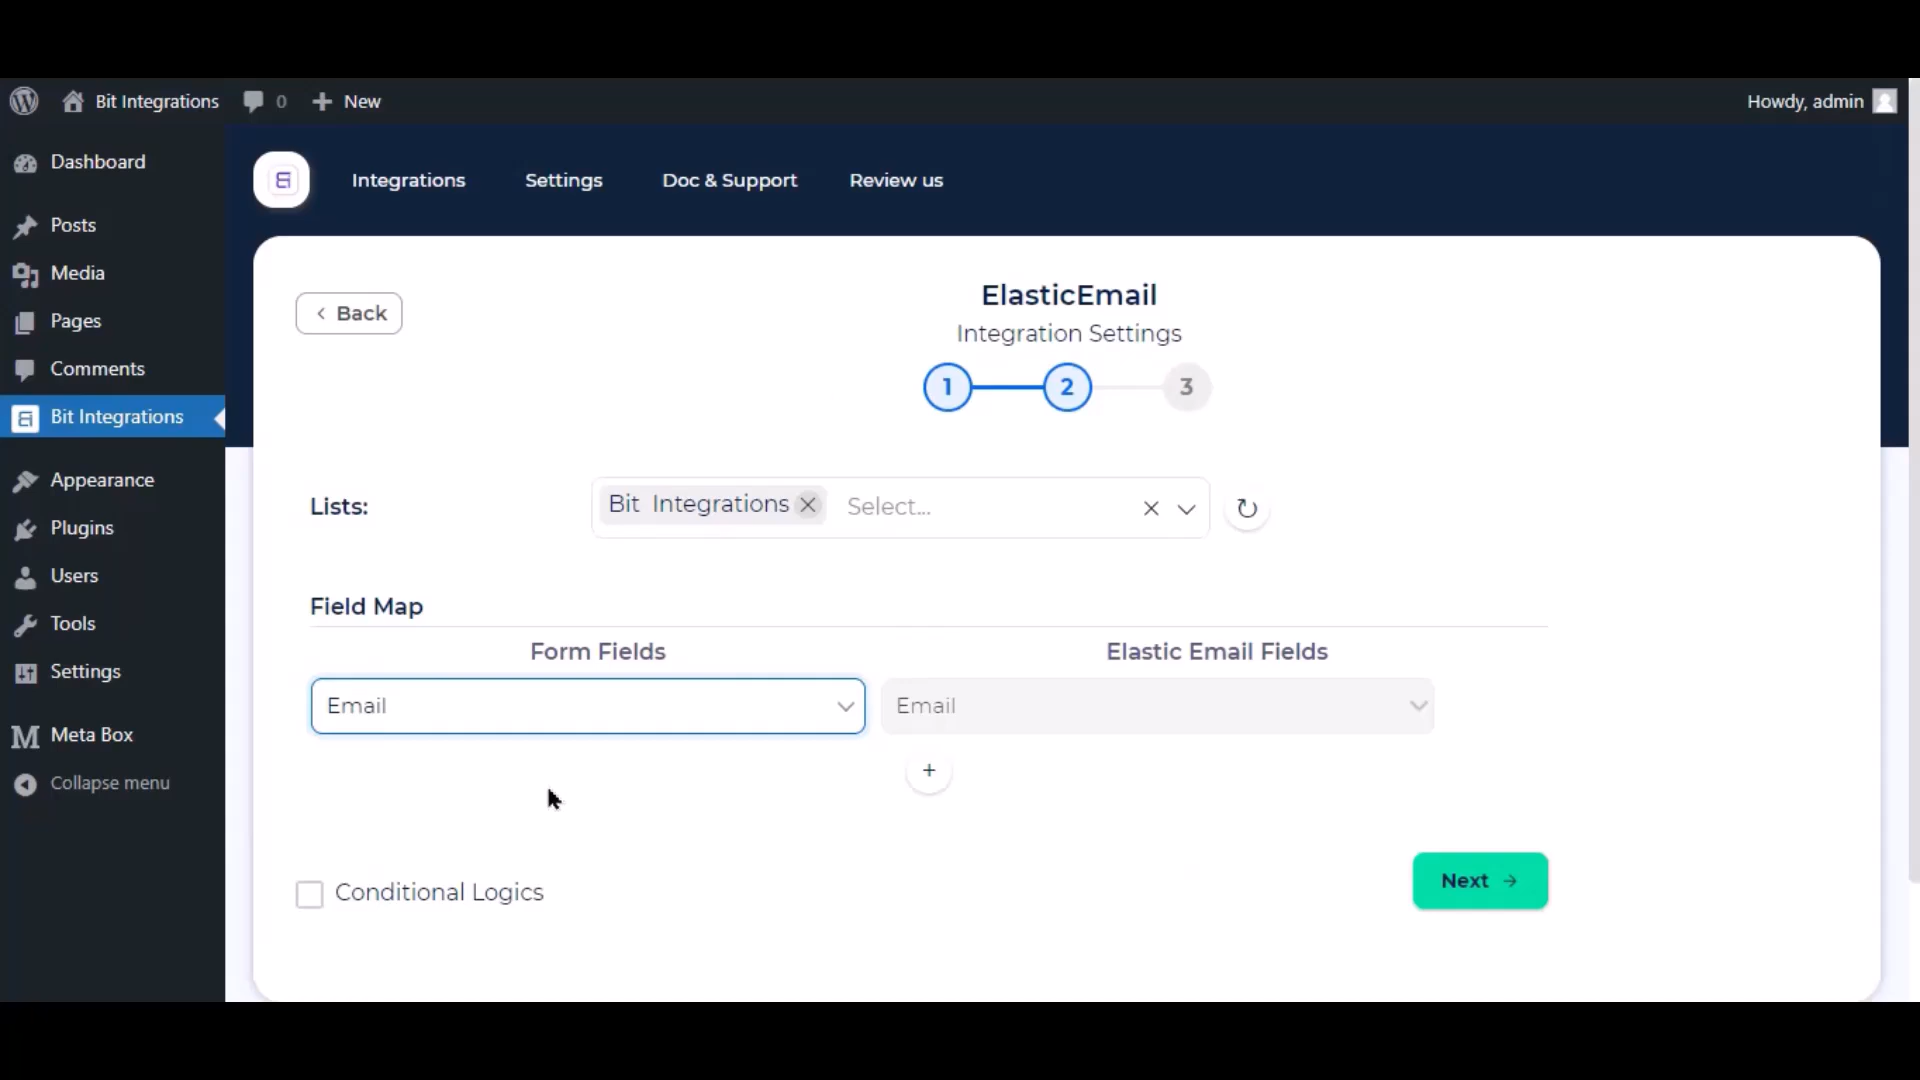 Bit Integrations 0 New Howdy, admin
Dashboard
Posts
Media
Pages
Comments
Bit Integrations
Appearance
Plugins
Users
Tools
Settings
Meta Box
Collapse menu
Integrations Settings Doc & Support Review us
Back
ElasticEmail
Integration Settings
1 2 3
Lists: Bit Integrations Select...
Field Map
Form Fields Elastic Email Fields
Email Email
+
Conditional Logics
Next